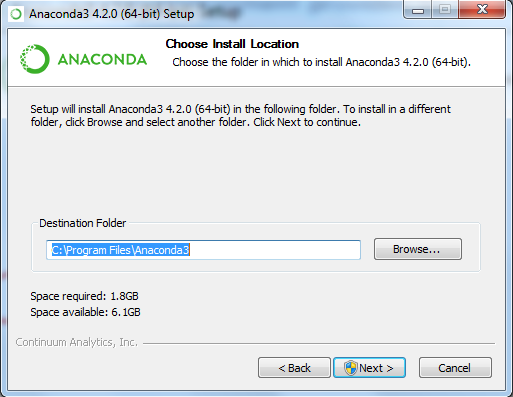 Anaconda3 4.2.0 (64-bit) Setup
ANACONDA
Choose Install Location
Choose the folder in which to install Anaconda3 4.2.0 (64-bit).
Setup will install Anaconda3 4.2.0 (64-bit) in the following folder. To install in a different
folder, click Browse and select another folder. Click Next to continue.
Destination Folder
C:\Program Files\Anaconda3
Browse...
Space required: 1.8GB
Space available: 6.1GB
Continuum Analytics, Inc.
< Back
Next >
Cancel